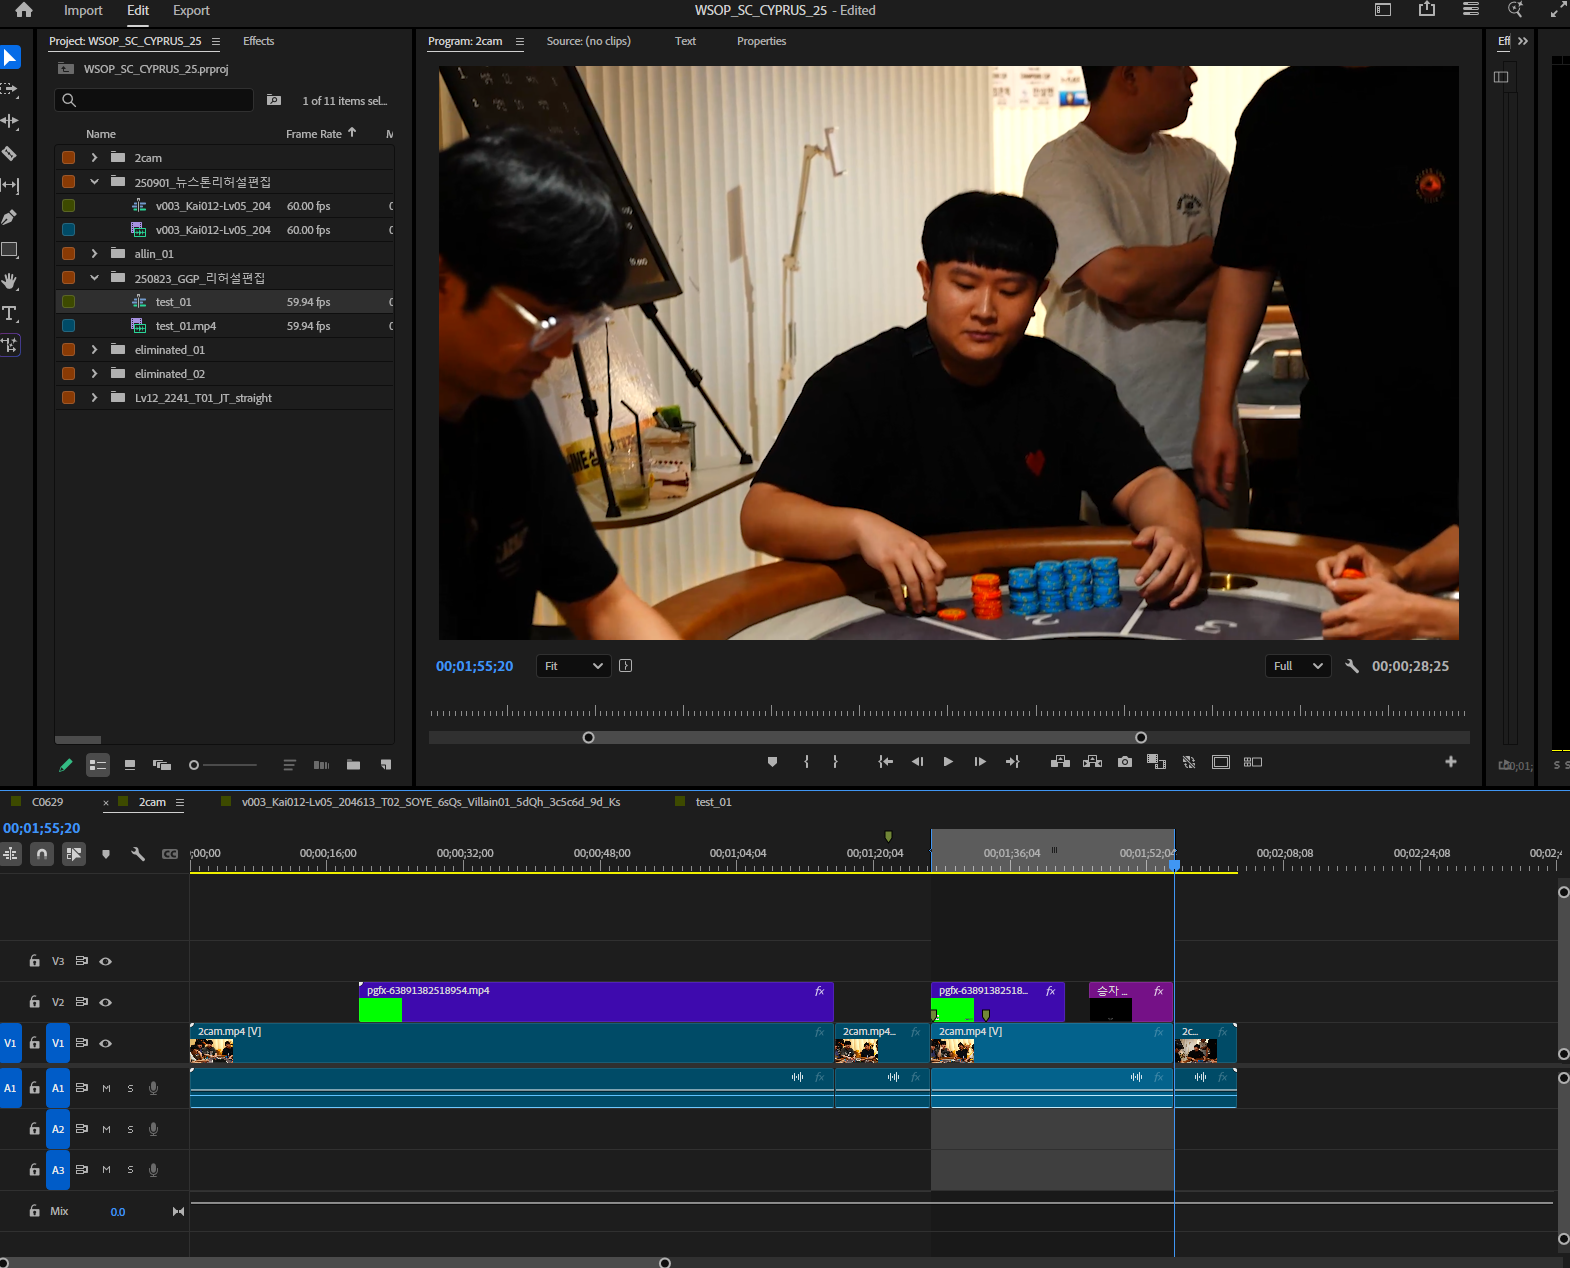 Import Edit Export
WSOP_SC_CYPRUS_25 - Edited
Project: WSOP_SC_CYPRUS_25
Effects
WSOP_SC_CYPRUS_25.prproj
1 of 11 items sel...
Name Frame Rate
2cam
250901_뉴스톤리허설편집
v003_Kai012-Lv05_204 60.00 fps
v003_Kai012-Lv05_204 60.00 fps
allin_01
250823_GGP_리허설편집
test_01 59.94 fps
test_01.mp4 59.94 fps
eliminated_01
eliminated_02
Lv12_2241_T01_JT_straight
Program: 2cam
Source: (no clips)
Text
Properties
Eff
00;01;55;20
Fit
Full
00;00;28;25
C0629
2cam
v003_Kai012-Lv05_204613_T02_SOYE_6sQs_Villain01_5dQh_3c5c6d_9d_Ks
test_01
00;01;55;20
;00;00 00;00;16;00 00;00;32;00 00;00;48;00 00;01;04;04 00;01;20;04 00;01;36;04 00;01;52;04 00;02;08;08 00;02;24;08 00;02;
V3
V2
pgfx-63891382518954.mp4 fx
pgfx-63891382518... fx
승자 ... fx
V1 V1
2cam.mp4 [V] fx
2cam.mp4... fx
2cam.mp4 [V] fx
2c... fx
A1 A1 M S
fx fx fx fx
A2 M S
A3 M S
Mix 0.0